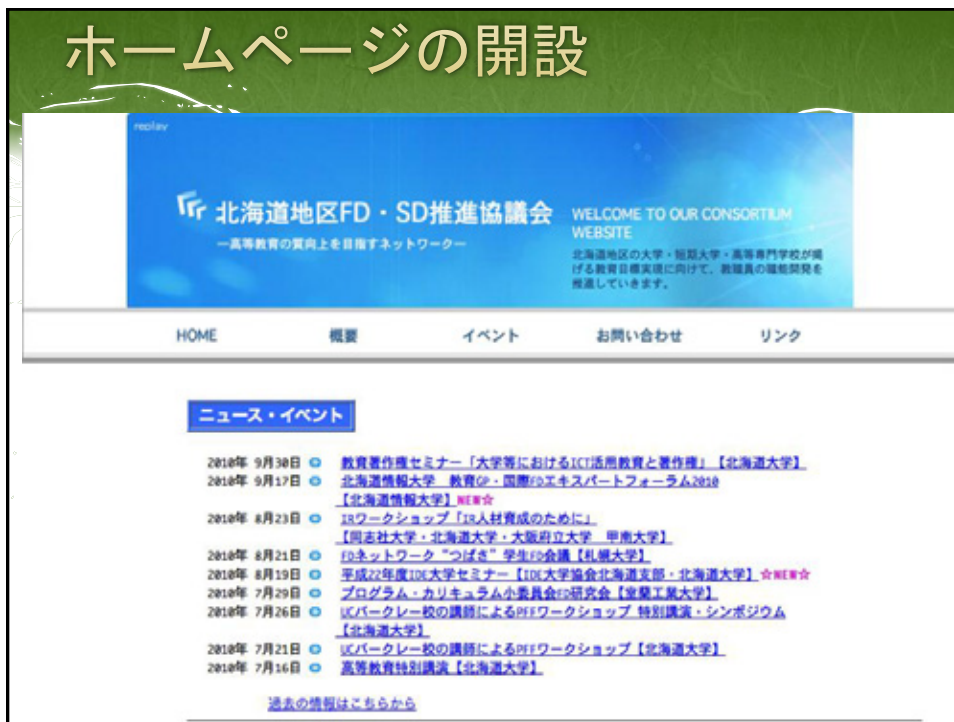 ホームページの開設
replay
北海道地区FD・SD推進協議会
―高等教育の質向上を目指すネットワーク―
WELCOME TO OUR CONSORTIUM
WEBSITE
北海道地区の大学・短期大学・高等専門学校が掲
げる教育目標実現に向けて、教職員の職能開発を
推進していきます。
HOME 概要 イベント お問い合わせ リンク
ニュース・イベント
2010年 9月30日 教育著作権セミナー「大学等におけるICT活用教育と著作権」【北海道大学】
2010年 9月17日 北海道情報大学 教育GP・国際FDエキスパートフォーラム2010
【北海道情報大学】NEW☆
2010年 8月23日 IRワークショップ「IR人材育成のために」
【同志社大学・北海道大学・大阪府立大学 甲南大学】
2010年 8月21日 FDネットワーク“つばさ”学生FD会議【札幌大学】
2010年 8月19日 平成22年度IDE大学セミナー【IDE大学協会北海道支部・北海道大学】☆NEW☆
2010年 7月29日 プログラム・カリキュラム小委員会FD研究会【室蘭工業大学】
2010年 7月26日 UCバークレー校の講師によるPFFワークショップ 特別講演・シンポジウム
【北海道大学】
2010年 7月21日 UCバークレー校の講師によるPFFワークショップ【北海道大学】
2010年 7月16日 高等教育特別講演【北海道大学】
過去の情報はこちらから